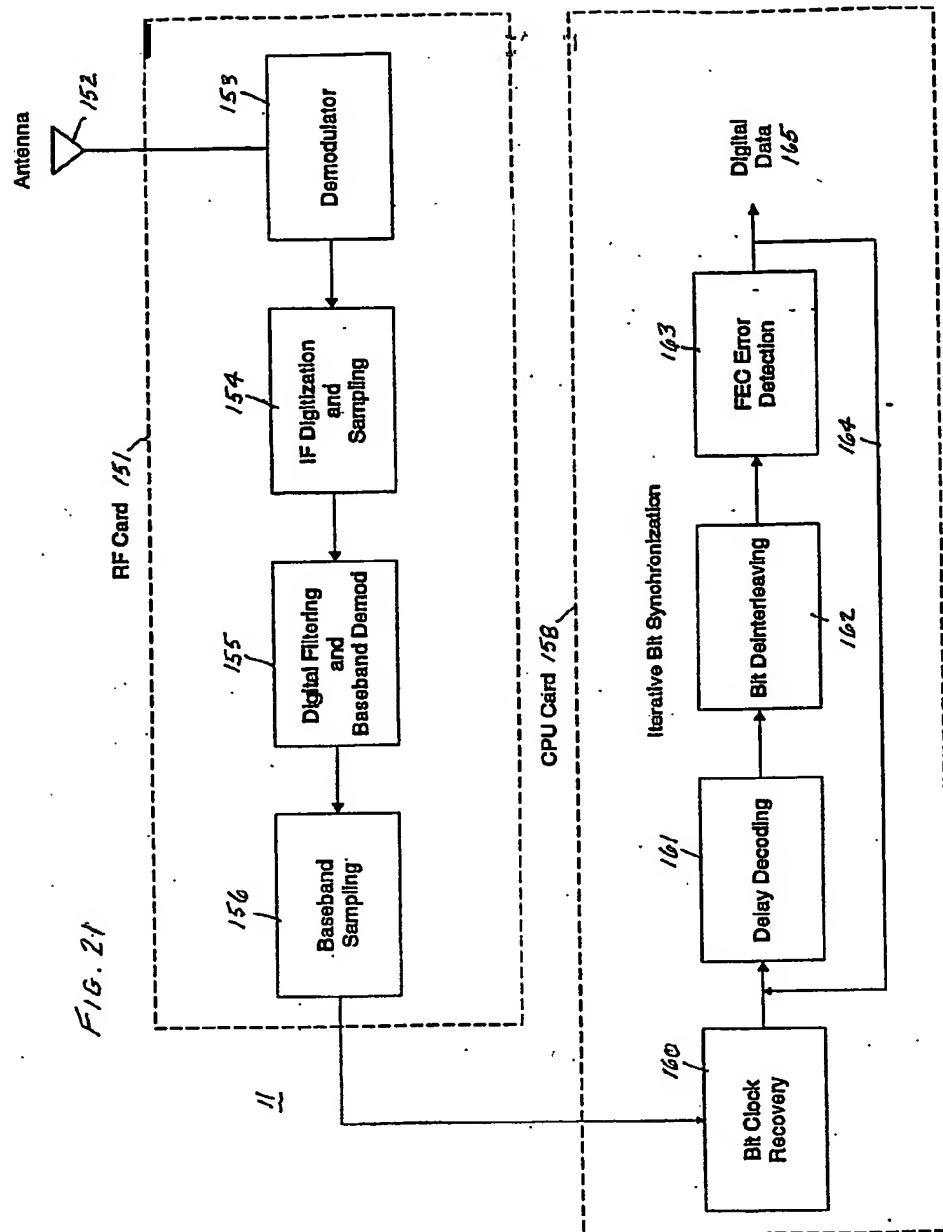 Antenna
152
RF Card 151
153
Demodulator
154
IF Digitization
and
Sampling
155
Digital Filtering
and
Baseband Demod
156
Baseband
Sampling
FIG. 21
11
CPU Card 158
160
Bit Clock
Recovery
161
Delay Decoding
Iterative Bit Synchronization
162
Bit Deinterleaving
163
FEC Error
Detection
164
Digital
Data
165